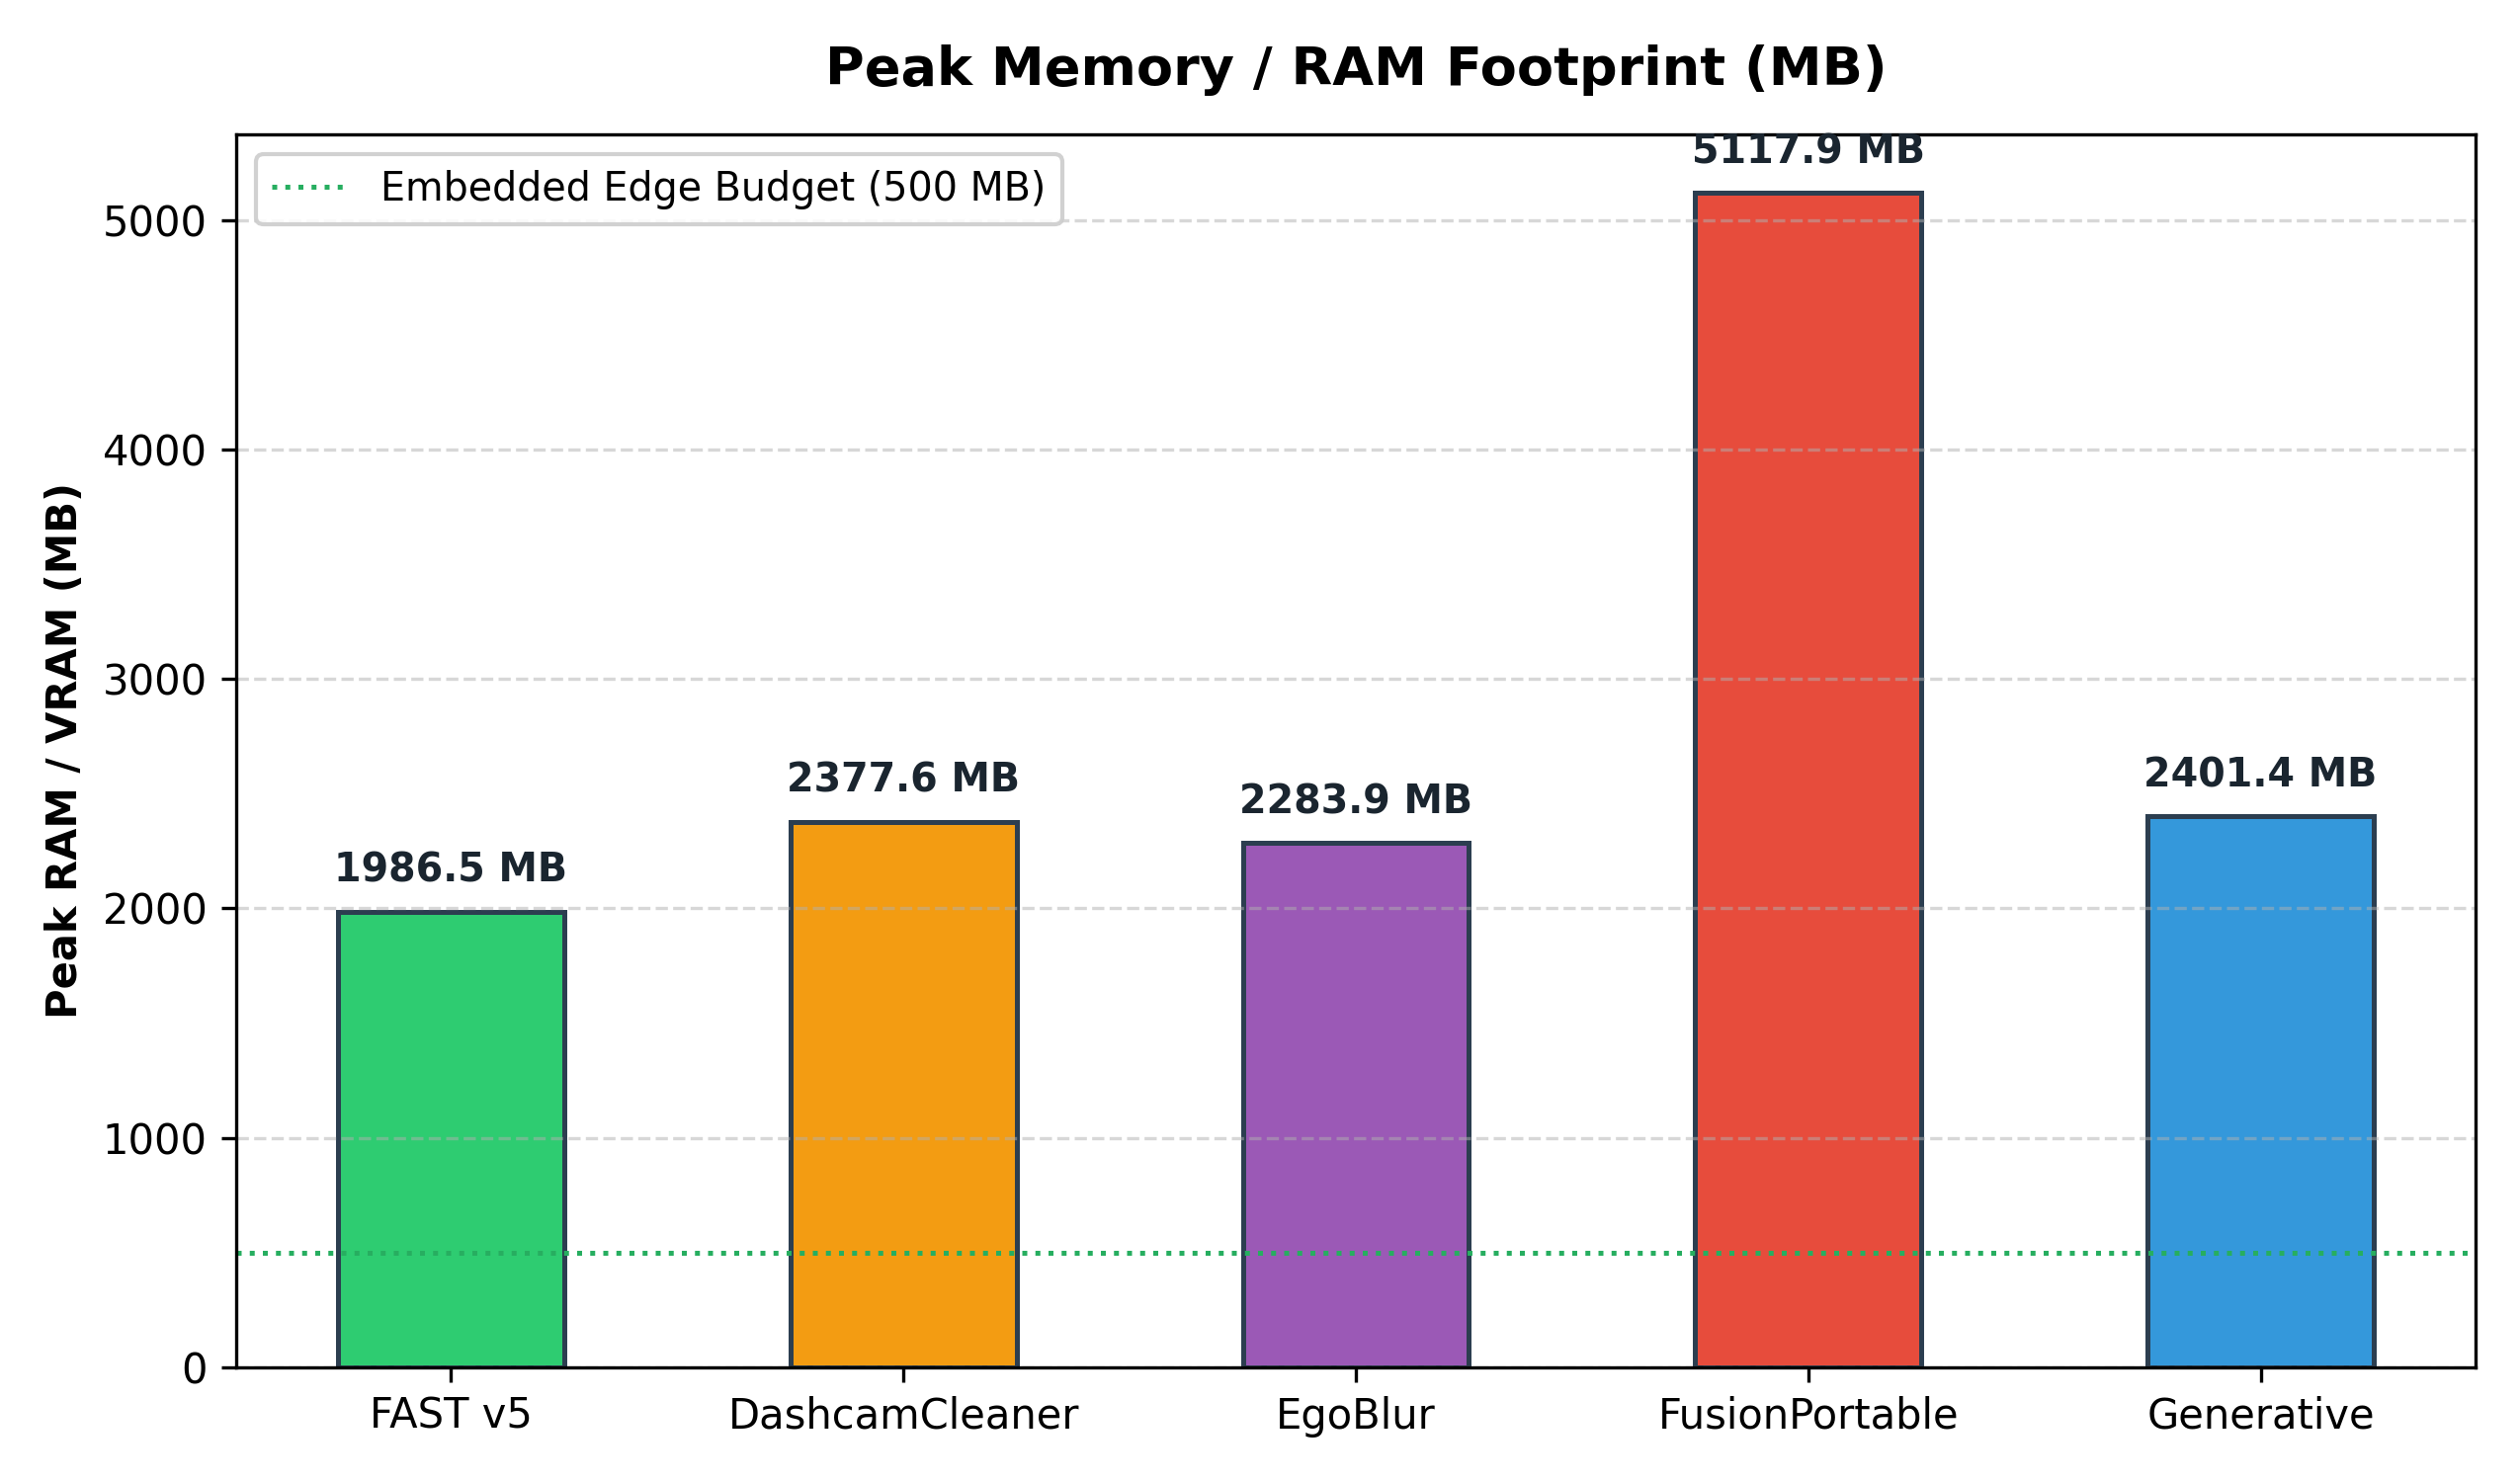 Peak Memory / RAM Footprint (MB)
Embedded Edge Budget (500 MB)
Peak RAM / VRAM (MB)
5000
4000
3000
2000
1000
0
1986.5 MB
2377.6 MB
2283.9 MB
5117.9 MB
2401.4 MB
FAST v5
DashcamCleaner
EgoBlur
FusionPortable
Generative